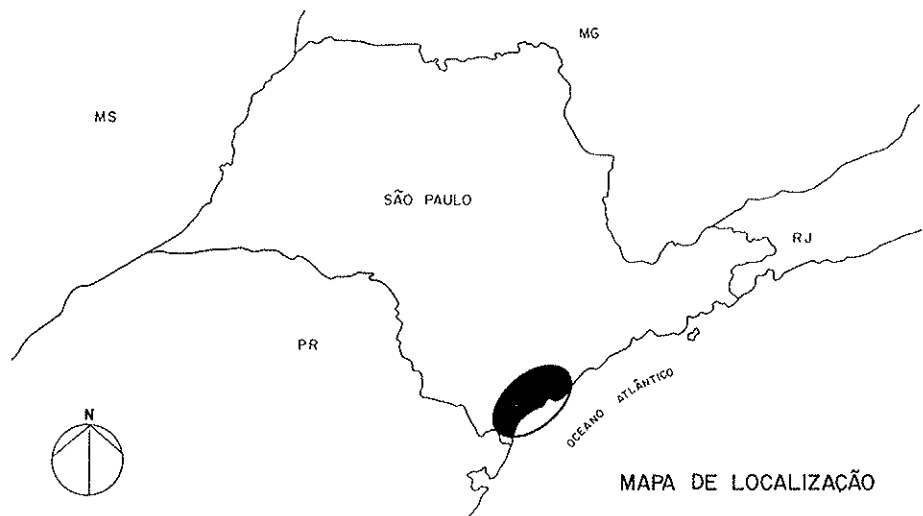 MG
MS
SÃO PAULO
RJ
PR
OCEANO ATLÂNTICO
N
MAPA DE LOCALIZAÇÃO